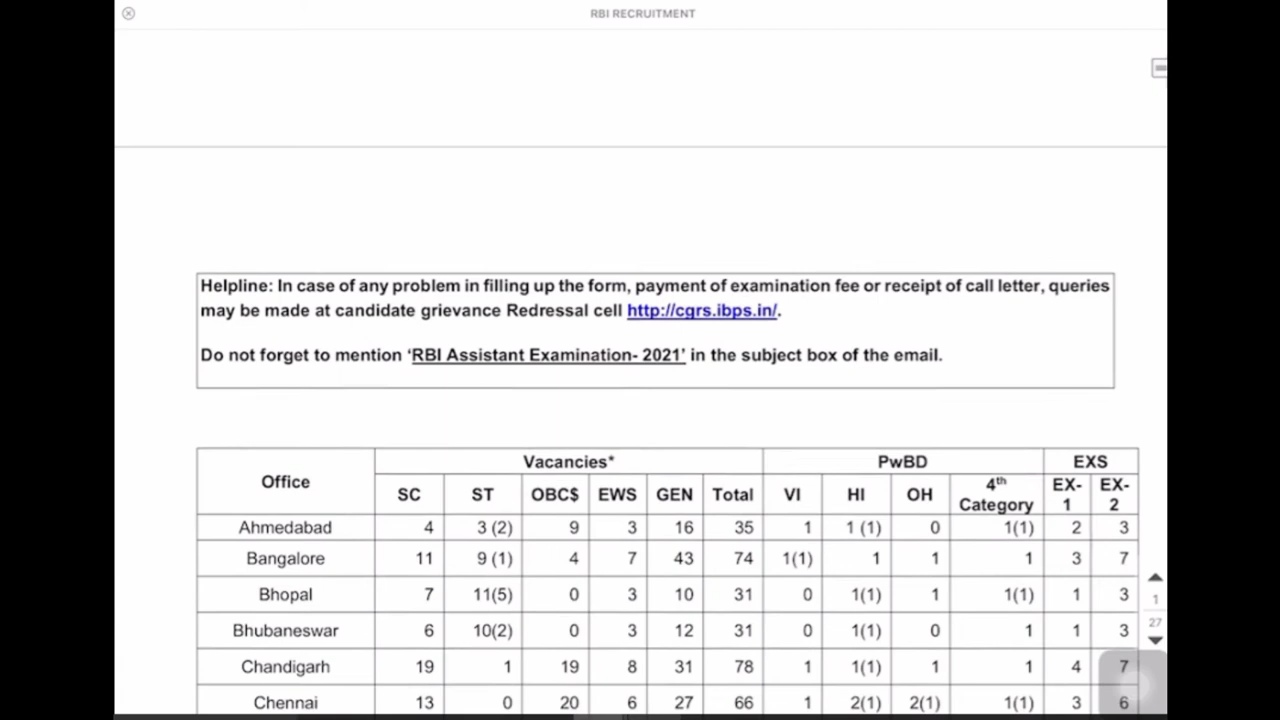 RBI RECRUITMENT
Helpline: In case of any problem in filling up the form, payment of examination fee or receipt of call letter, queries
may be made at candidate grievance Redressal cell http://cgrs.ibps.in/.
Do not forget to mention ‘RBI Assistant Examination- 2021’ in the subject box of the email.
Office Vacancies* PwBD EXS
SC ST OBC$ EWS GEN Total VI HI OH 4th Category EX-1 EX-2
Ahmedabad 4 3 (2) 9 3 16 35 1 1 (1) 0 1(1) 2 3
Bangalore 11 9 (1) 4 7 43 74 1(1) 1 1 1 3 7
Bhopal 7 11(5) 0 3 10 31 0 1(1) 1 1(1) 1 3
Bhubaneswar 6 10(2) 0 3 12 31 0 1(1) 0 1 1 3
Chandigarh 19 1 19 8 31 78 1 1(1) 1 1 4 7
Chennai 13 0 20 6 27 66 1 2(1) 2(1) 1(1) 3 6
1
27